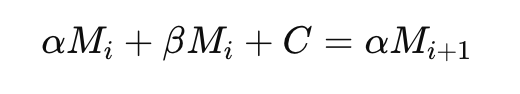 αMᵢ + βMᵢ + C = αMᵢ₊₁